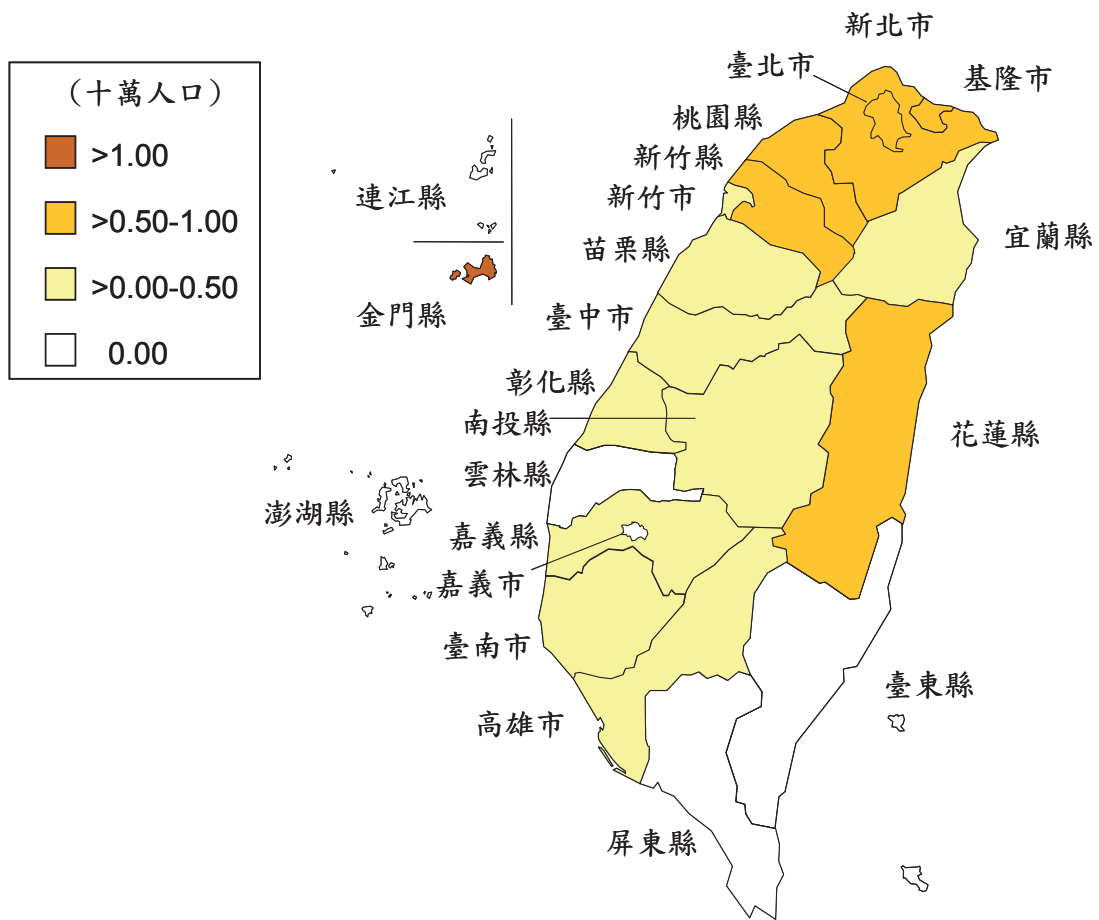 (十萬人口)
>1.00
>0.50-1.00
>0.00-0.50
0.00
新北市
臺北市
基隆市
桃園縣
新竹縣
新竹市
連江縣
苗栗縣
宜蘭縣
金門縣
臺中市
彰化縣
南投縣
花蓮縣
雲林縣
澎湖縣
嘉義縣
嘉義市
臺南市
臺東縣
高雄市
屏東縣